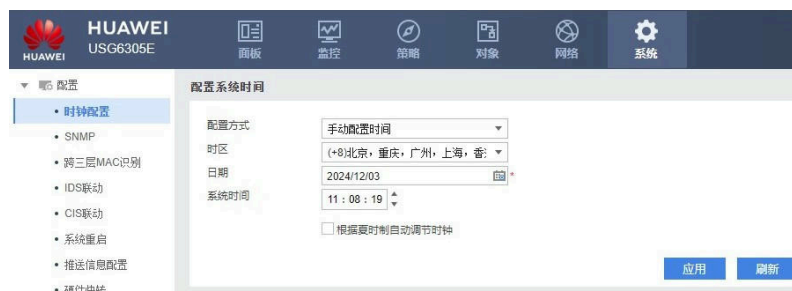 HUAWEI
HUAWEI
USG6305E
面板
监控
策略
对象
网络
系统
配置
时钟配置
SNMP
跨三层MAC识别
IDS联动
CIS联动
系统重启
推送信息配置
硬件快转
配置系统时间
配置方式 手动配置时间
时区 (+8)北京，重庆，广州，上海，香
日期 2024/12/03 *
系统时间 11 : 08 : 19
根据夏时制自动调节时钟
应用 刷新